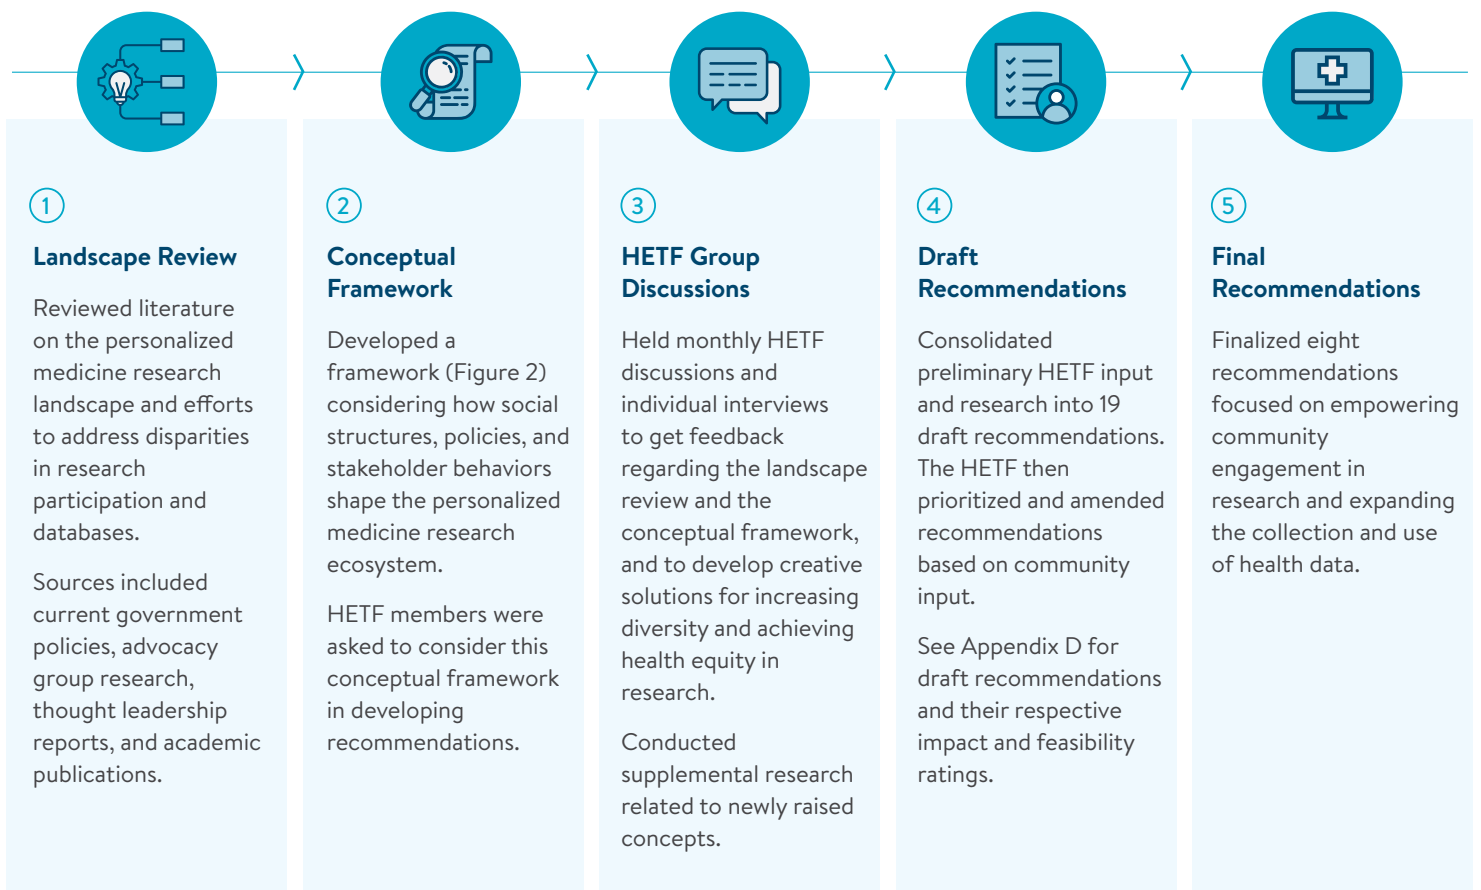 1
Landscape Review
Reviewed literature
on the personalized
medicine research
landscape and efforts
to address disparities
in research
participation and
databases.
Sources included
current government
policies, advocacy
group research,
thought leadership
reports, and academic
publications.
2
Conceptual
Framework
Developed a
framework (Figure 2)
considering how social
structures, policies, and
stakeholder behaviors
shape the personalized
medicine research
ecosystem.
HETF members were
asked to consider this
conceptual framework
in developing
recommendations.
3
HETF Group
Discussions
Held monthly HETF
discussions and
individual interviews
to get feedback
regarding the landscape
review and the
conceptual framework,
and to develop creative
solutions for increasing
diversity and achieving
health equity in
research.
Conducted
supplemental research
related to newly raised
concepts.
4
Draft
Recommendations
Consolidated
preliminary HETF input
and research into 19
draft recommendations.
The HETF then
prioritized and amended
recommendations
based on community
input.
See Appendix D for
draft recommendations
and their respective
impact and feasibility
ratings.
5
Final
Recommendations
Finalized eight
recommendations
focused on empowering
community
engagement in
research and expanding
the collection and use
of health data.